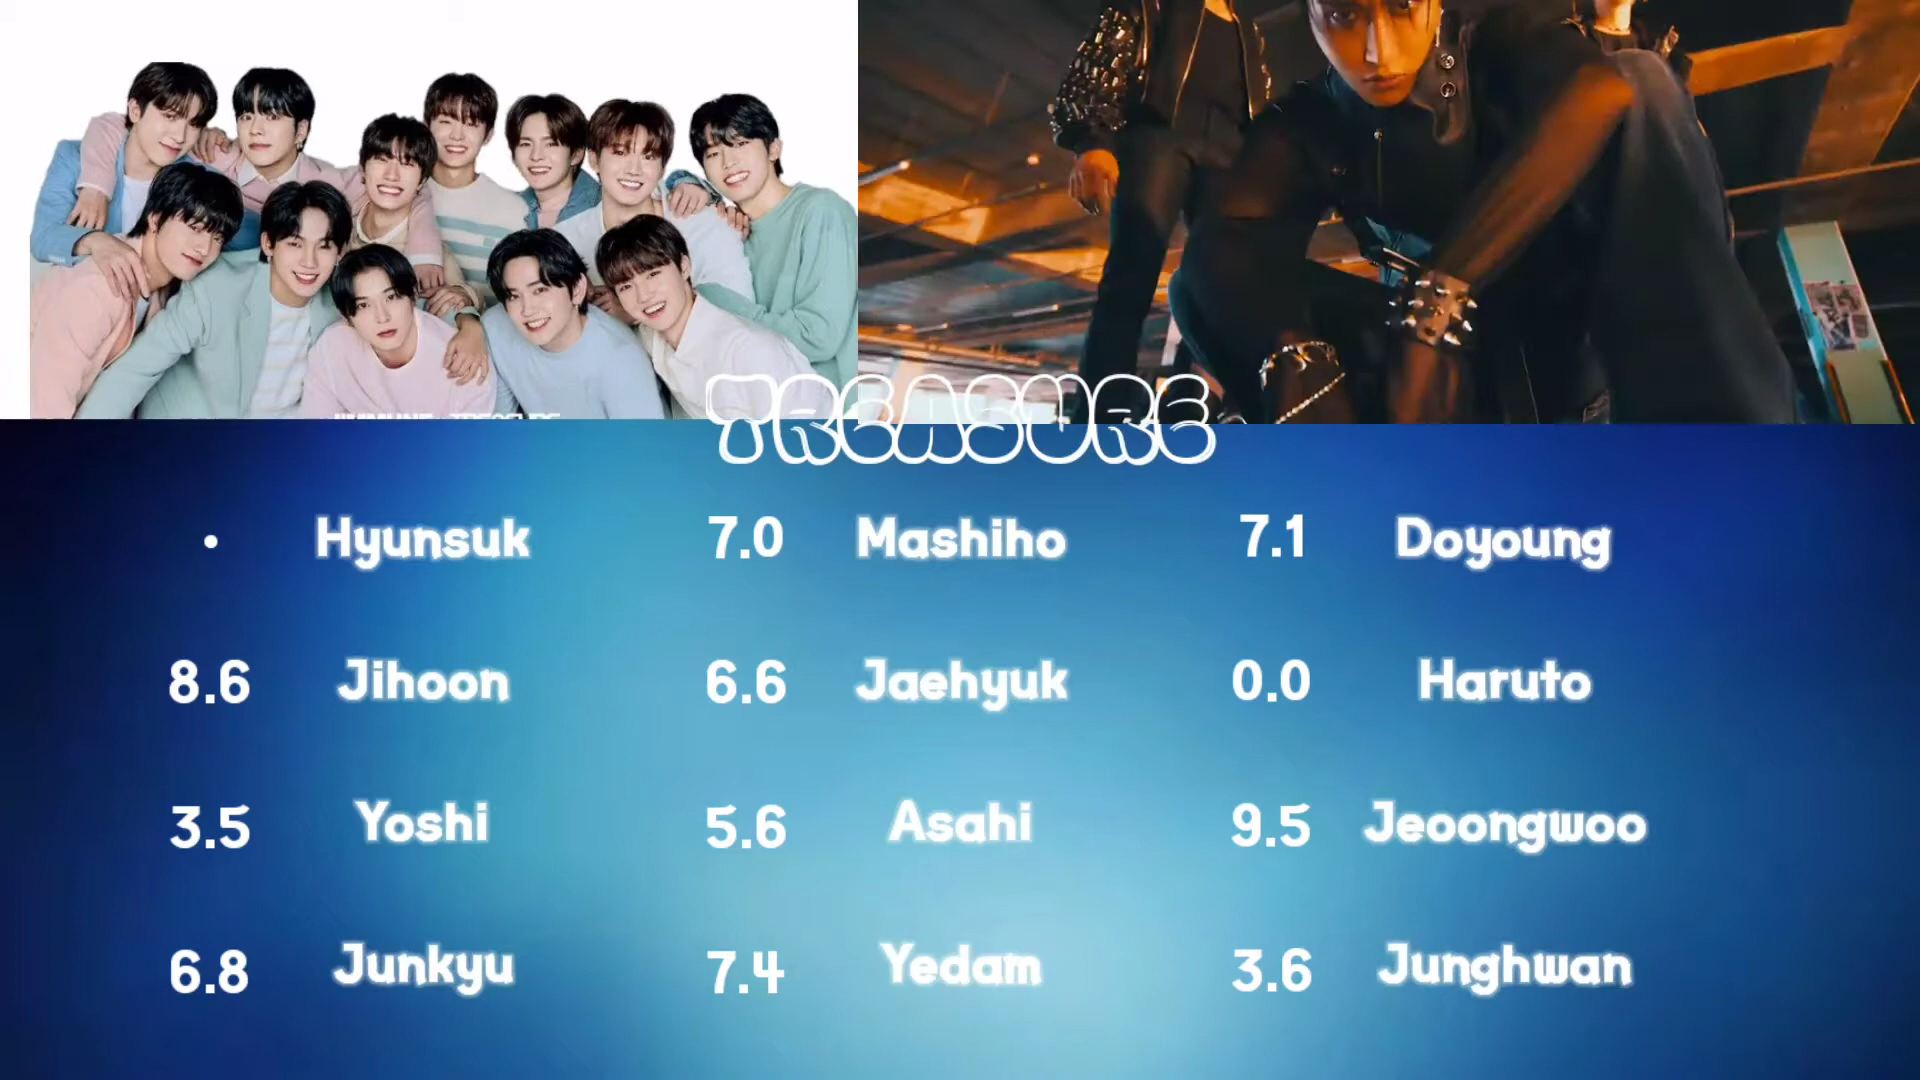 TREASURE
• Hyunsuk 7.0 Mashiho 7.1 Doyoung
8.6 Jihoon 6.6 Jaehyuk 0.0 Haruto
3.5 Yoshi 5.6 Asahi 9.5 Jeoongwoo
6.8 Junkyu 7.4 Yedam 3.6 Junghwan